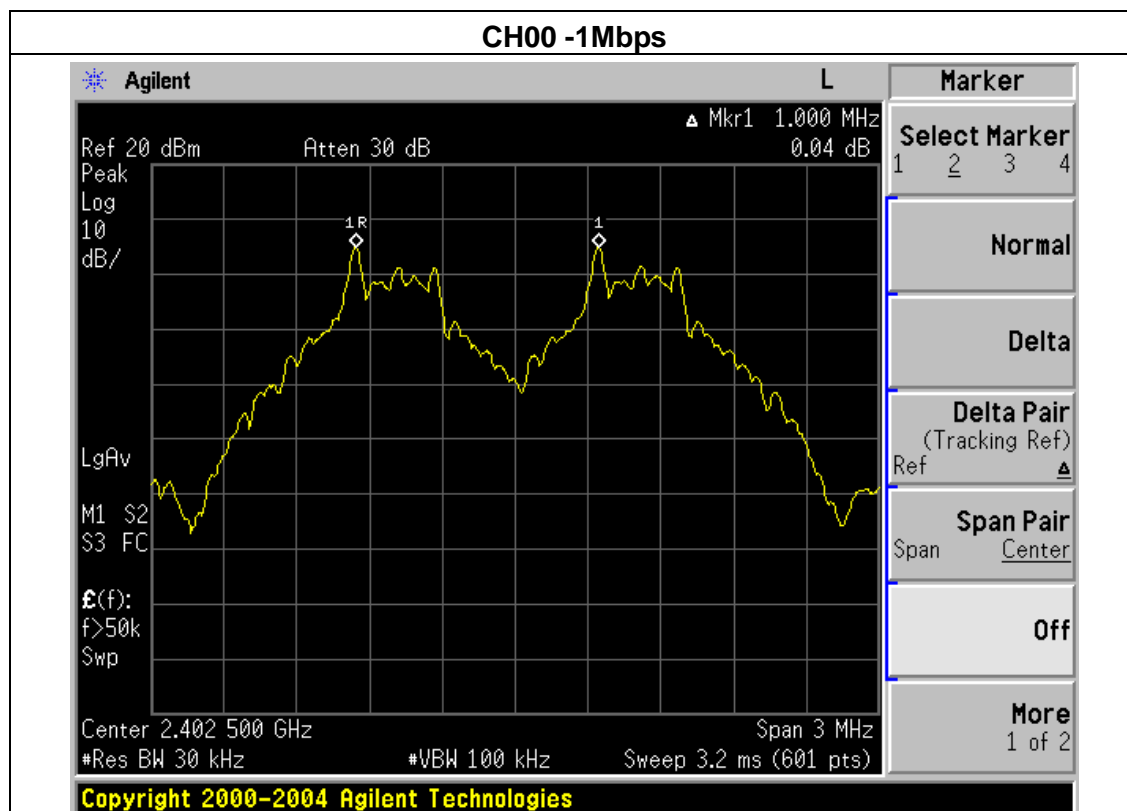 CH00 -1Mbps
Agilent L
Δ Mkr1 1.000 MHz
Ref 20 dBm Atten 30 dB 0.04 dB
Peak
Log
10
dB/
1R
1
LgAv
M1 S2
S3 FC
£(f):
f>50k
Swp
Center 2.402 500 GHz Span 3 MHz
#Res BW 30 kHz #VBW 100 kHz Sweep 3.2 ms (601 pts)
Copyright 2000-2004 Agilent Technologies
Marker
Select Marker
1 2 3 4
Normal
Delta
Delta Pair
(Tracking Ref)
Ref Δ
Span Pair
Span Center
Off
More
1 of 2